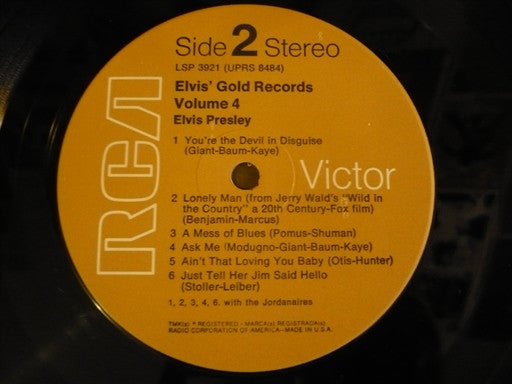 Side 2 Stereo
LSP 3921 (UPRS 8484)
Elvis' Gold Records
Volume 4
Elvis Presley
1 You're the Devil in Disguise
(Giant-Baum-Kaye)
RCA
Victor
2 Lonely Man (from Jerry Wald's "Wild in
the Country" a 20th Century-Fox film)
(Benjamin-Marcus)
3 A Mess of Blues (Pomus-Shuman)
4 Ask Me (Modugno-Giant-Baum-Kaye)
5 Ain't That Loving You Baby (Otis-Hunter)
6 Just Tell Her Jim Said Hello
(Stoller-Leiber)
1, 2, 3, 4, 6. with the Jordanaires
TMK(s) ® REGISTERED - MARCA(s) REGISTRADA(s)
RADIO CORPORATION OF AMERICA-MADE IN U.S.A.